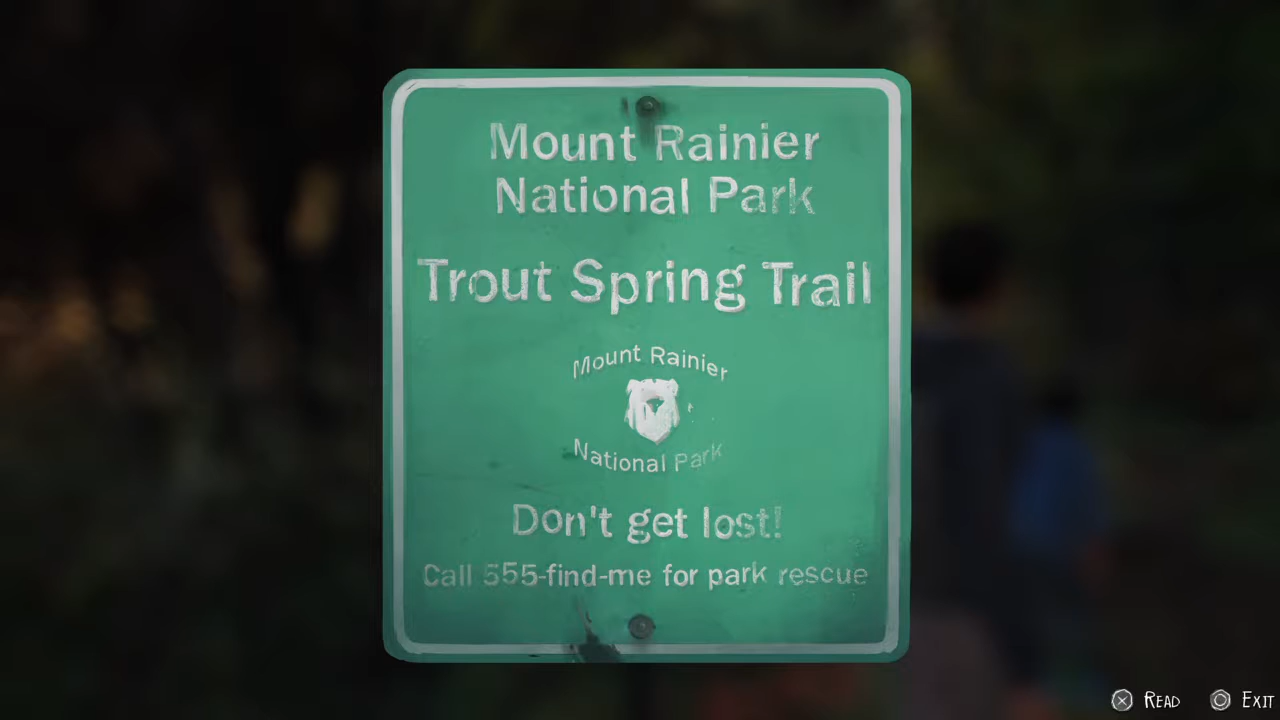 Mount Rainier
National Park
Trout Spring Trail
Mount Rainier
National Park
Don't get lost!
Call 555-find-me for park rescue
READ EXIT